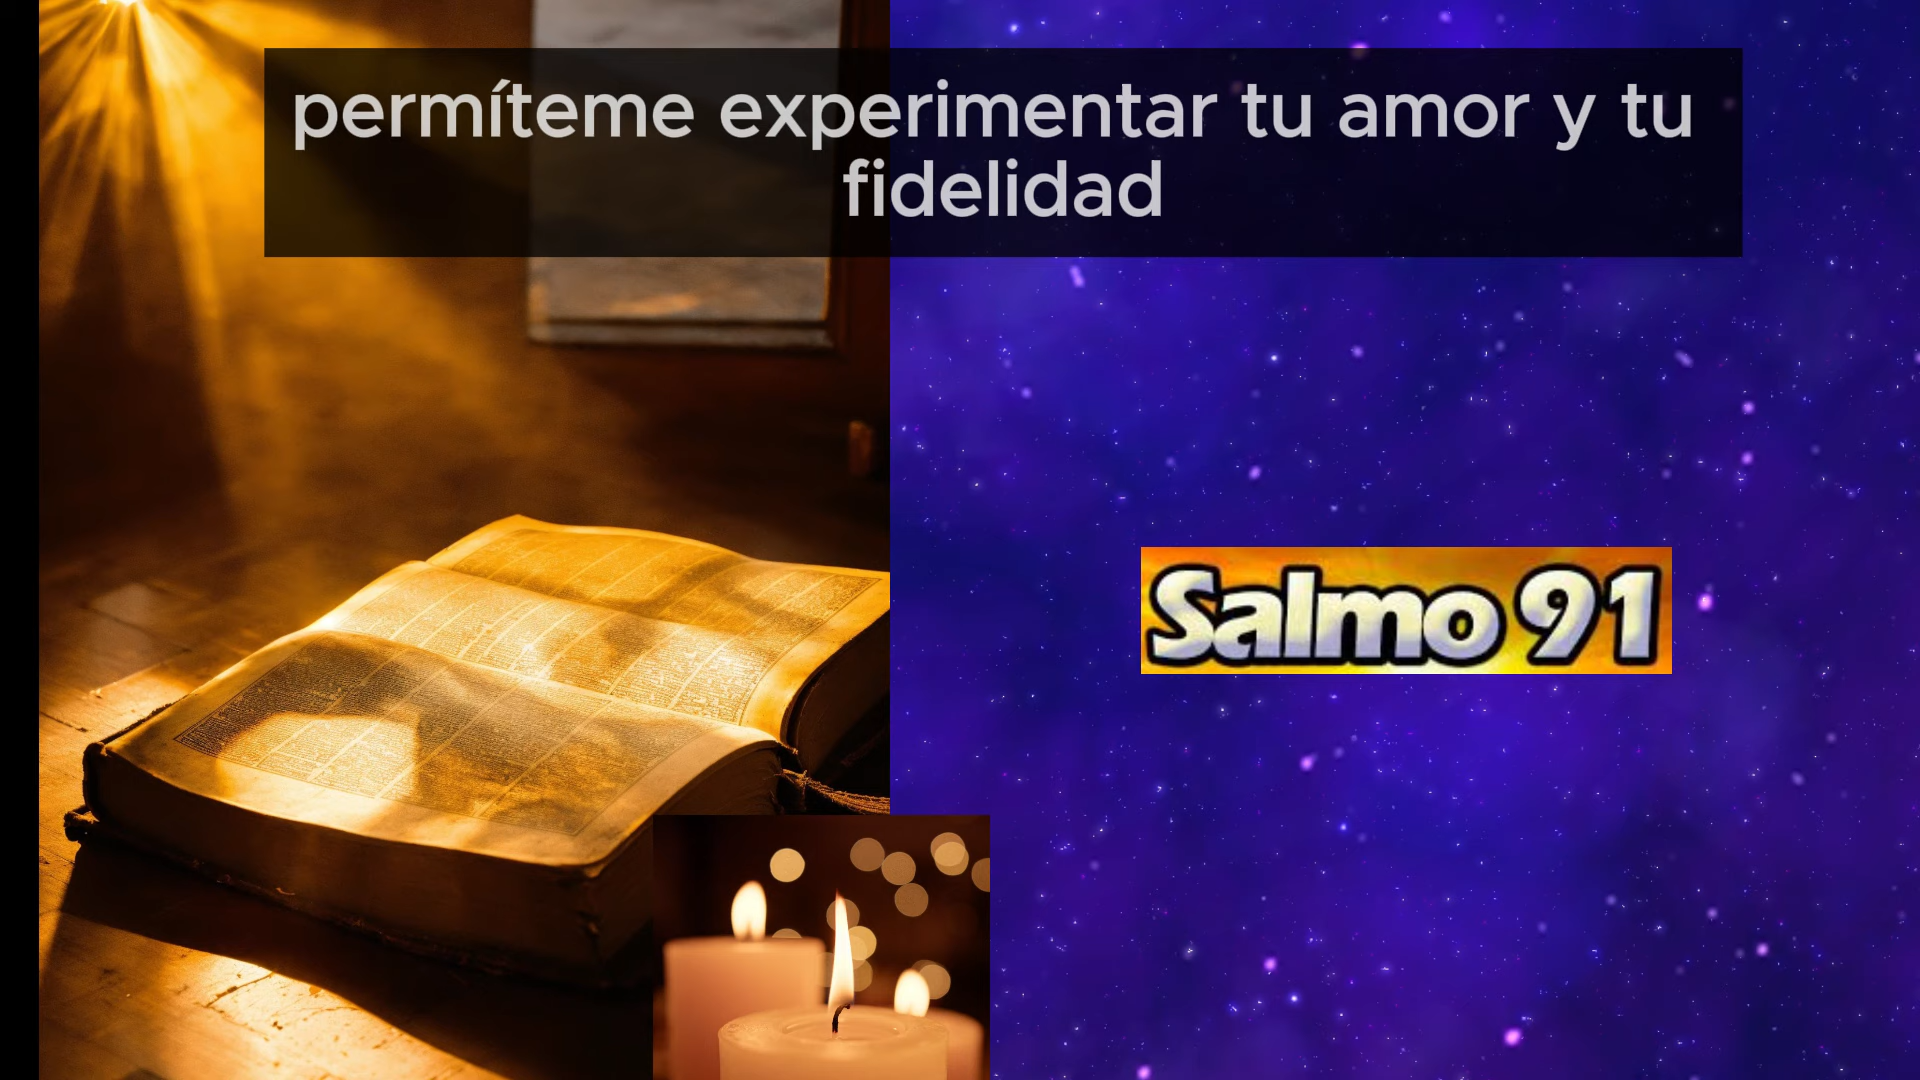 permíteme experimentar tu amor y tu
fidelidad
Salmo 91